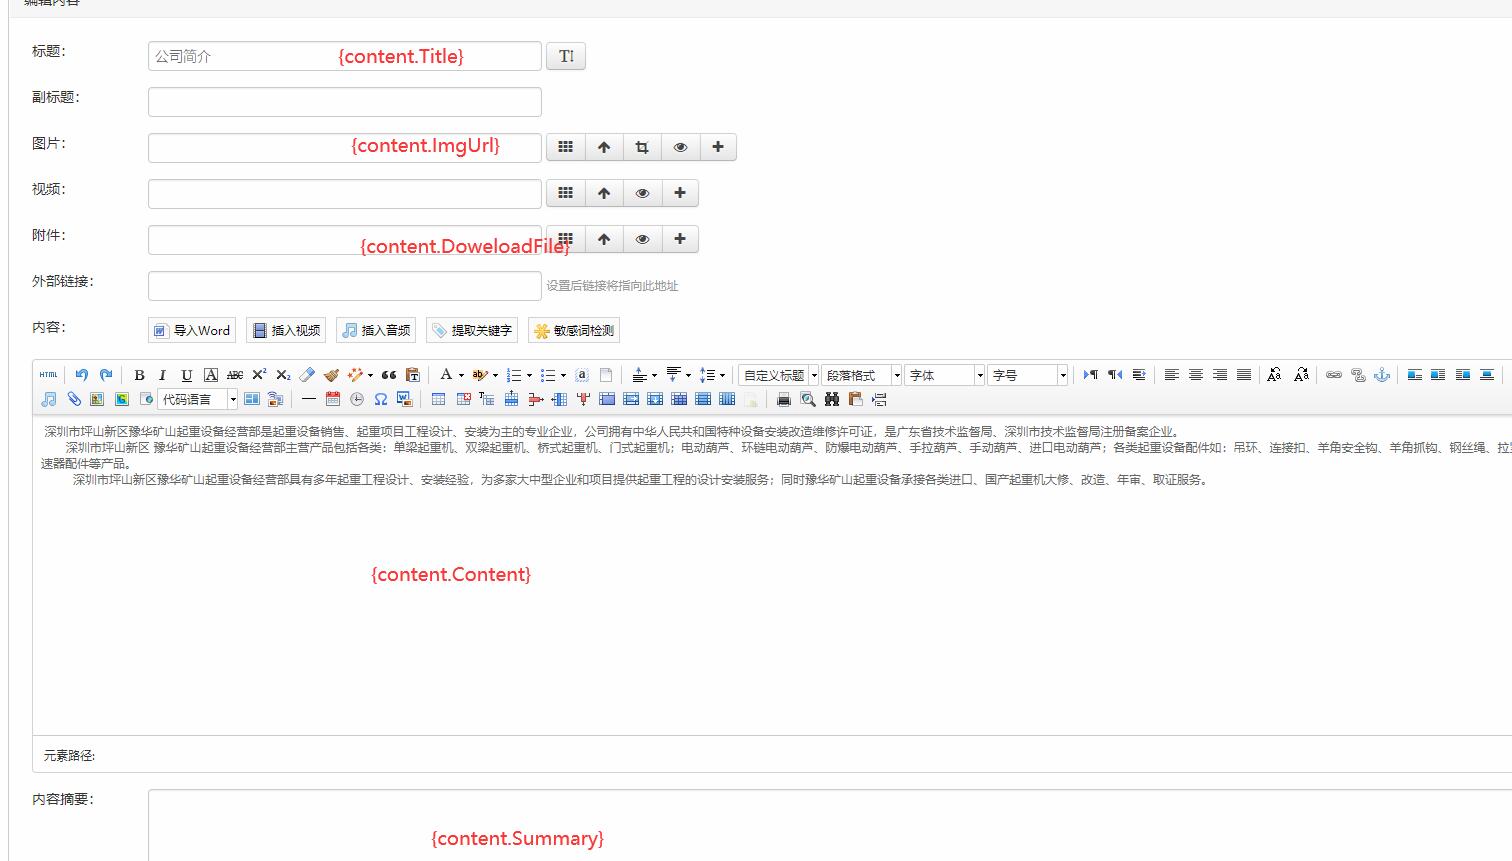 编辑内容
标题:
公司简介 {content.Title}
副标题:
图片:
{content.ImgUrl}
视频:
附件:
{content.DoweloadFile}
外部链接:
设置后链接将指向此地址
内容:
导入Word 插入视频 插入音频 提取关键字 敏感词检测
HTML B I U A ABC X² X₂ 自定义标题 段落格式 字体 字号
代码语言
深圳市坪山新区豫华矿山起重设备经营部是起重设备销售、起重项目工程设计、安装为主的专业企业，公司拥有中华人民共和国特种设备安装改造维修许可证，是广东省技术监督局、深圳市技术监督局注册备案企业。
深圳市坪山新区 豫华矿山起重设备经营部主营产品包括各类：单梁起重机、双梁起重机、桥式起重机、门式起重机；电动葫芦、环链电动葫芦、防爆电动葫芦、手拉葫芦、手动葫芦、进口电动葫芦；各类起重设备配件如：吊环、连接扣、羊角安全钩、羊角抓钩、钢丝绳、拉
速器配件等产品。
深圳市坪山新区豫华矿山起重设备经营部具有多年起重工程设计、安装经验，为多家大中型企业和项目提供起重工程的设计安装服务；同时豫华矿山起重设备承接各类进口、国产起重机大修、改造、年审、取证服务。
{content.Content}
元素路径:
内容摘要:
{content.Summary}